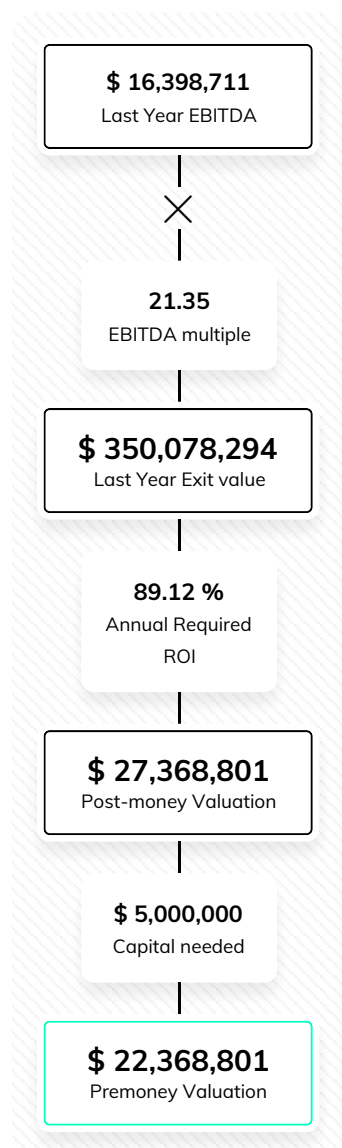 $ 16,398,711
Last Year EBITDA
21.35
EBITDA multiple
$ 350,078,294
Last Year Exit value
89.12 %
Annual Required
ROI
$ 27,368,801
Post-money Valuation
$ 5,000,000
Capital needed
$ 22,368,801
Premoney Valuation